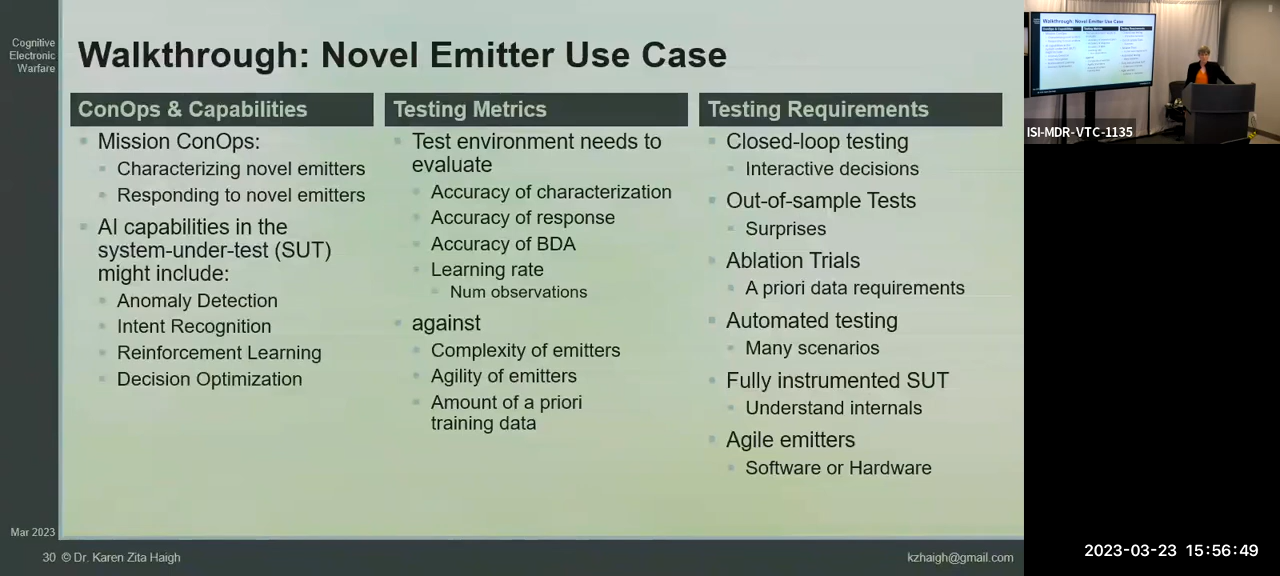 Cognitive
Electronic
Warfare
Walkthrough: Novel Emitter Use Case
ConOps & Capabilities
Mission ConOps:
Characterizing novel emitters
Responding to novel emitters
AI capabilities in the
system-under-test (SUT)
might include:
Anomaly Detection
Intent Recognition
Reinforcement Learning
Decision Optimization
Testing Metrics
Test environment needs to
evaluate
Accuracy of characterization
Accuracy of response
Accuracy of BDA
Learning rate
Num observations
against
Complexity of emitters
Agility of emitters
Amount of a priori
training data
Testing Requirements
Closed-loop testing
Interactive decisions
Out-of-sample Tests
Surprises
Ablation Trials
A priori data requirements
Automated testing
Many scenarios
Fully instrumented SUT
Understand internals
Agile emitters
Software or Hardware
Mar 2023
30 © Dr. Karen Zita Haigh
kzhaigh@gmail.com
Walkthrough: Novel Emitter Use Case
ISI-MDR-VTC-1135
2023-03-23 15:56:49